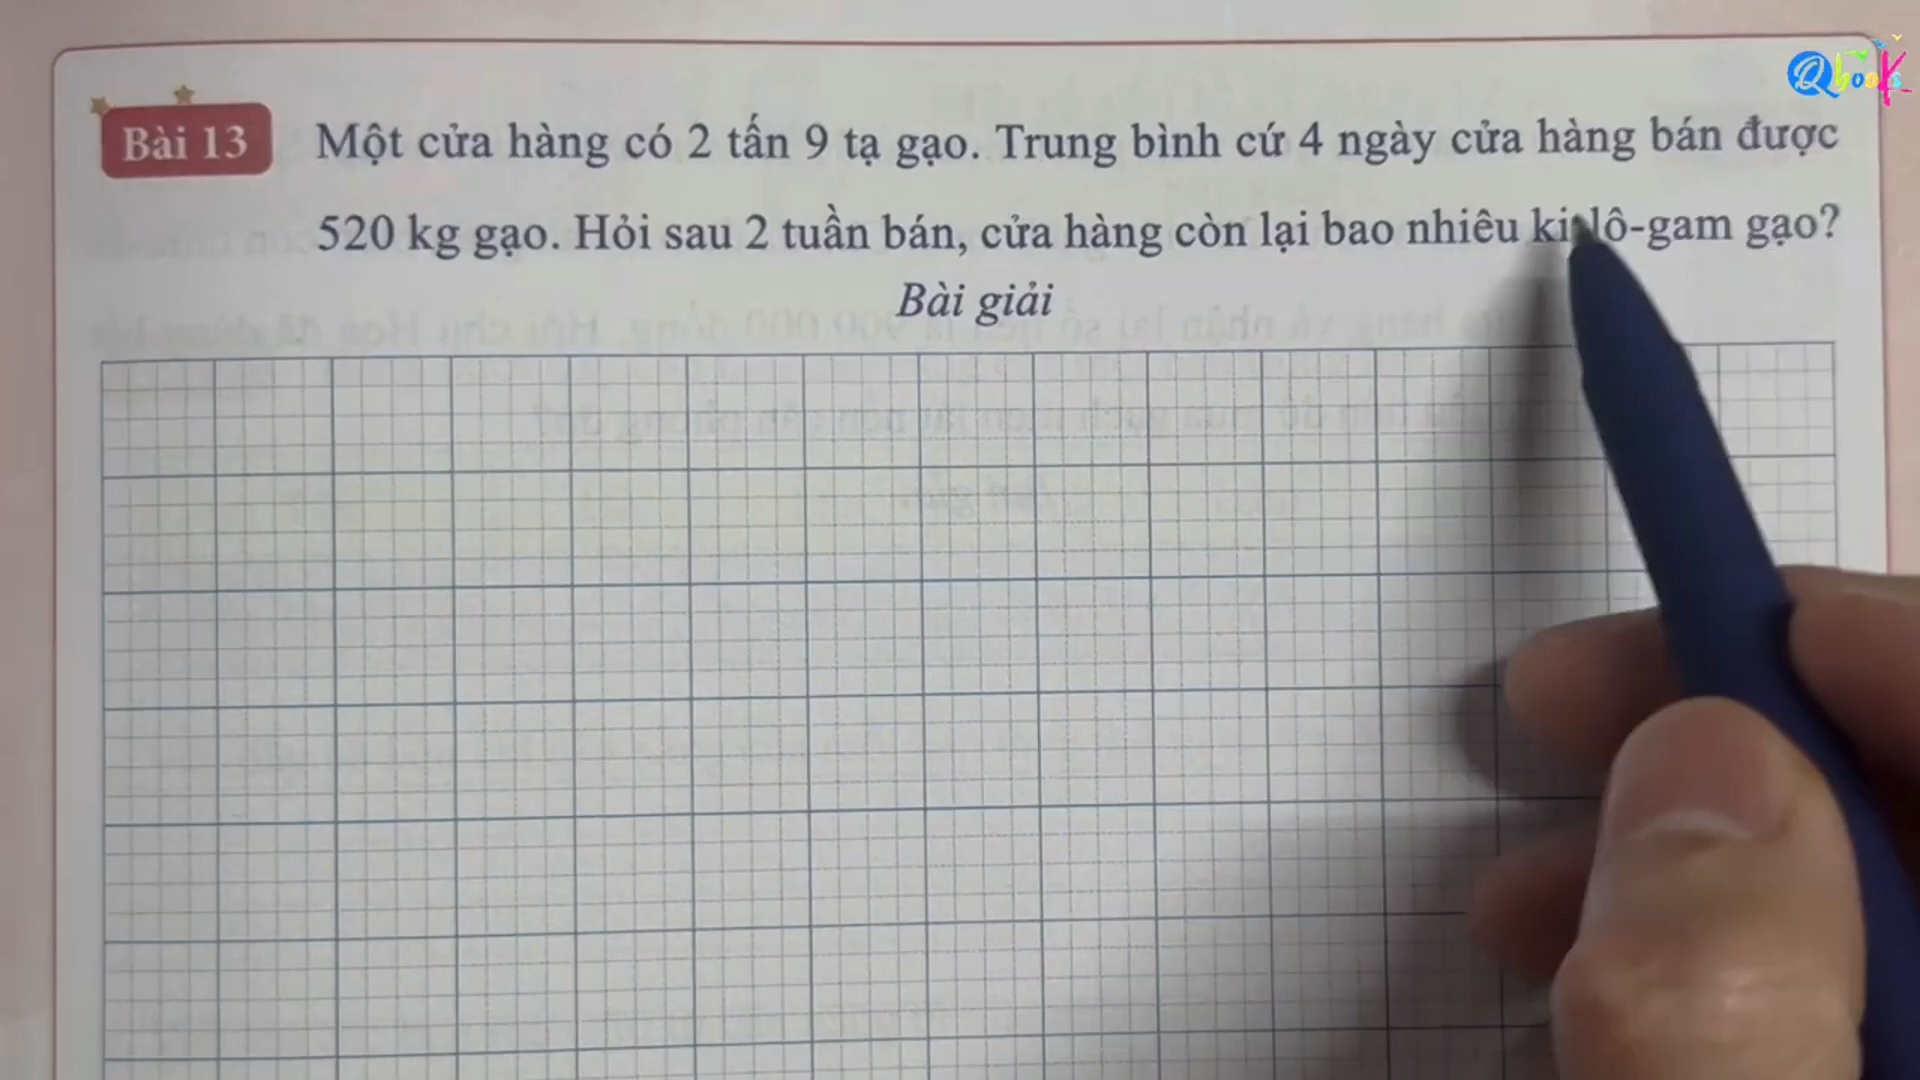 Qbooks
Bài 13
Một cửa hàng có 2 tấn 9 tạ gạo. Trung bình cứ 4 ngày cửa hàng bán được
520 kg gạo. Hỏi sau 2 tuần bán, cửa hàng còn lại bao nhiêu ki-lô-gam gạo?
Bài giải